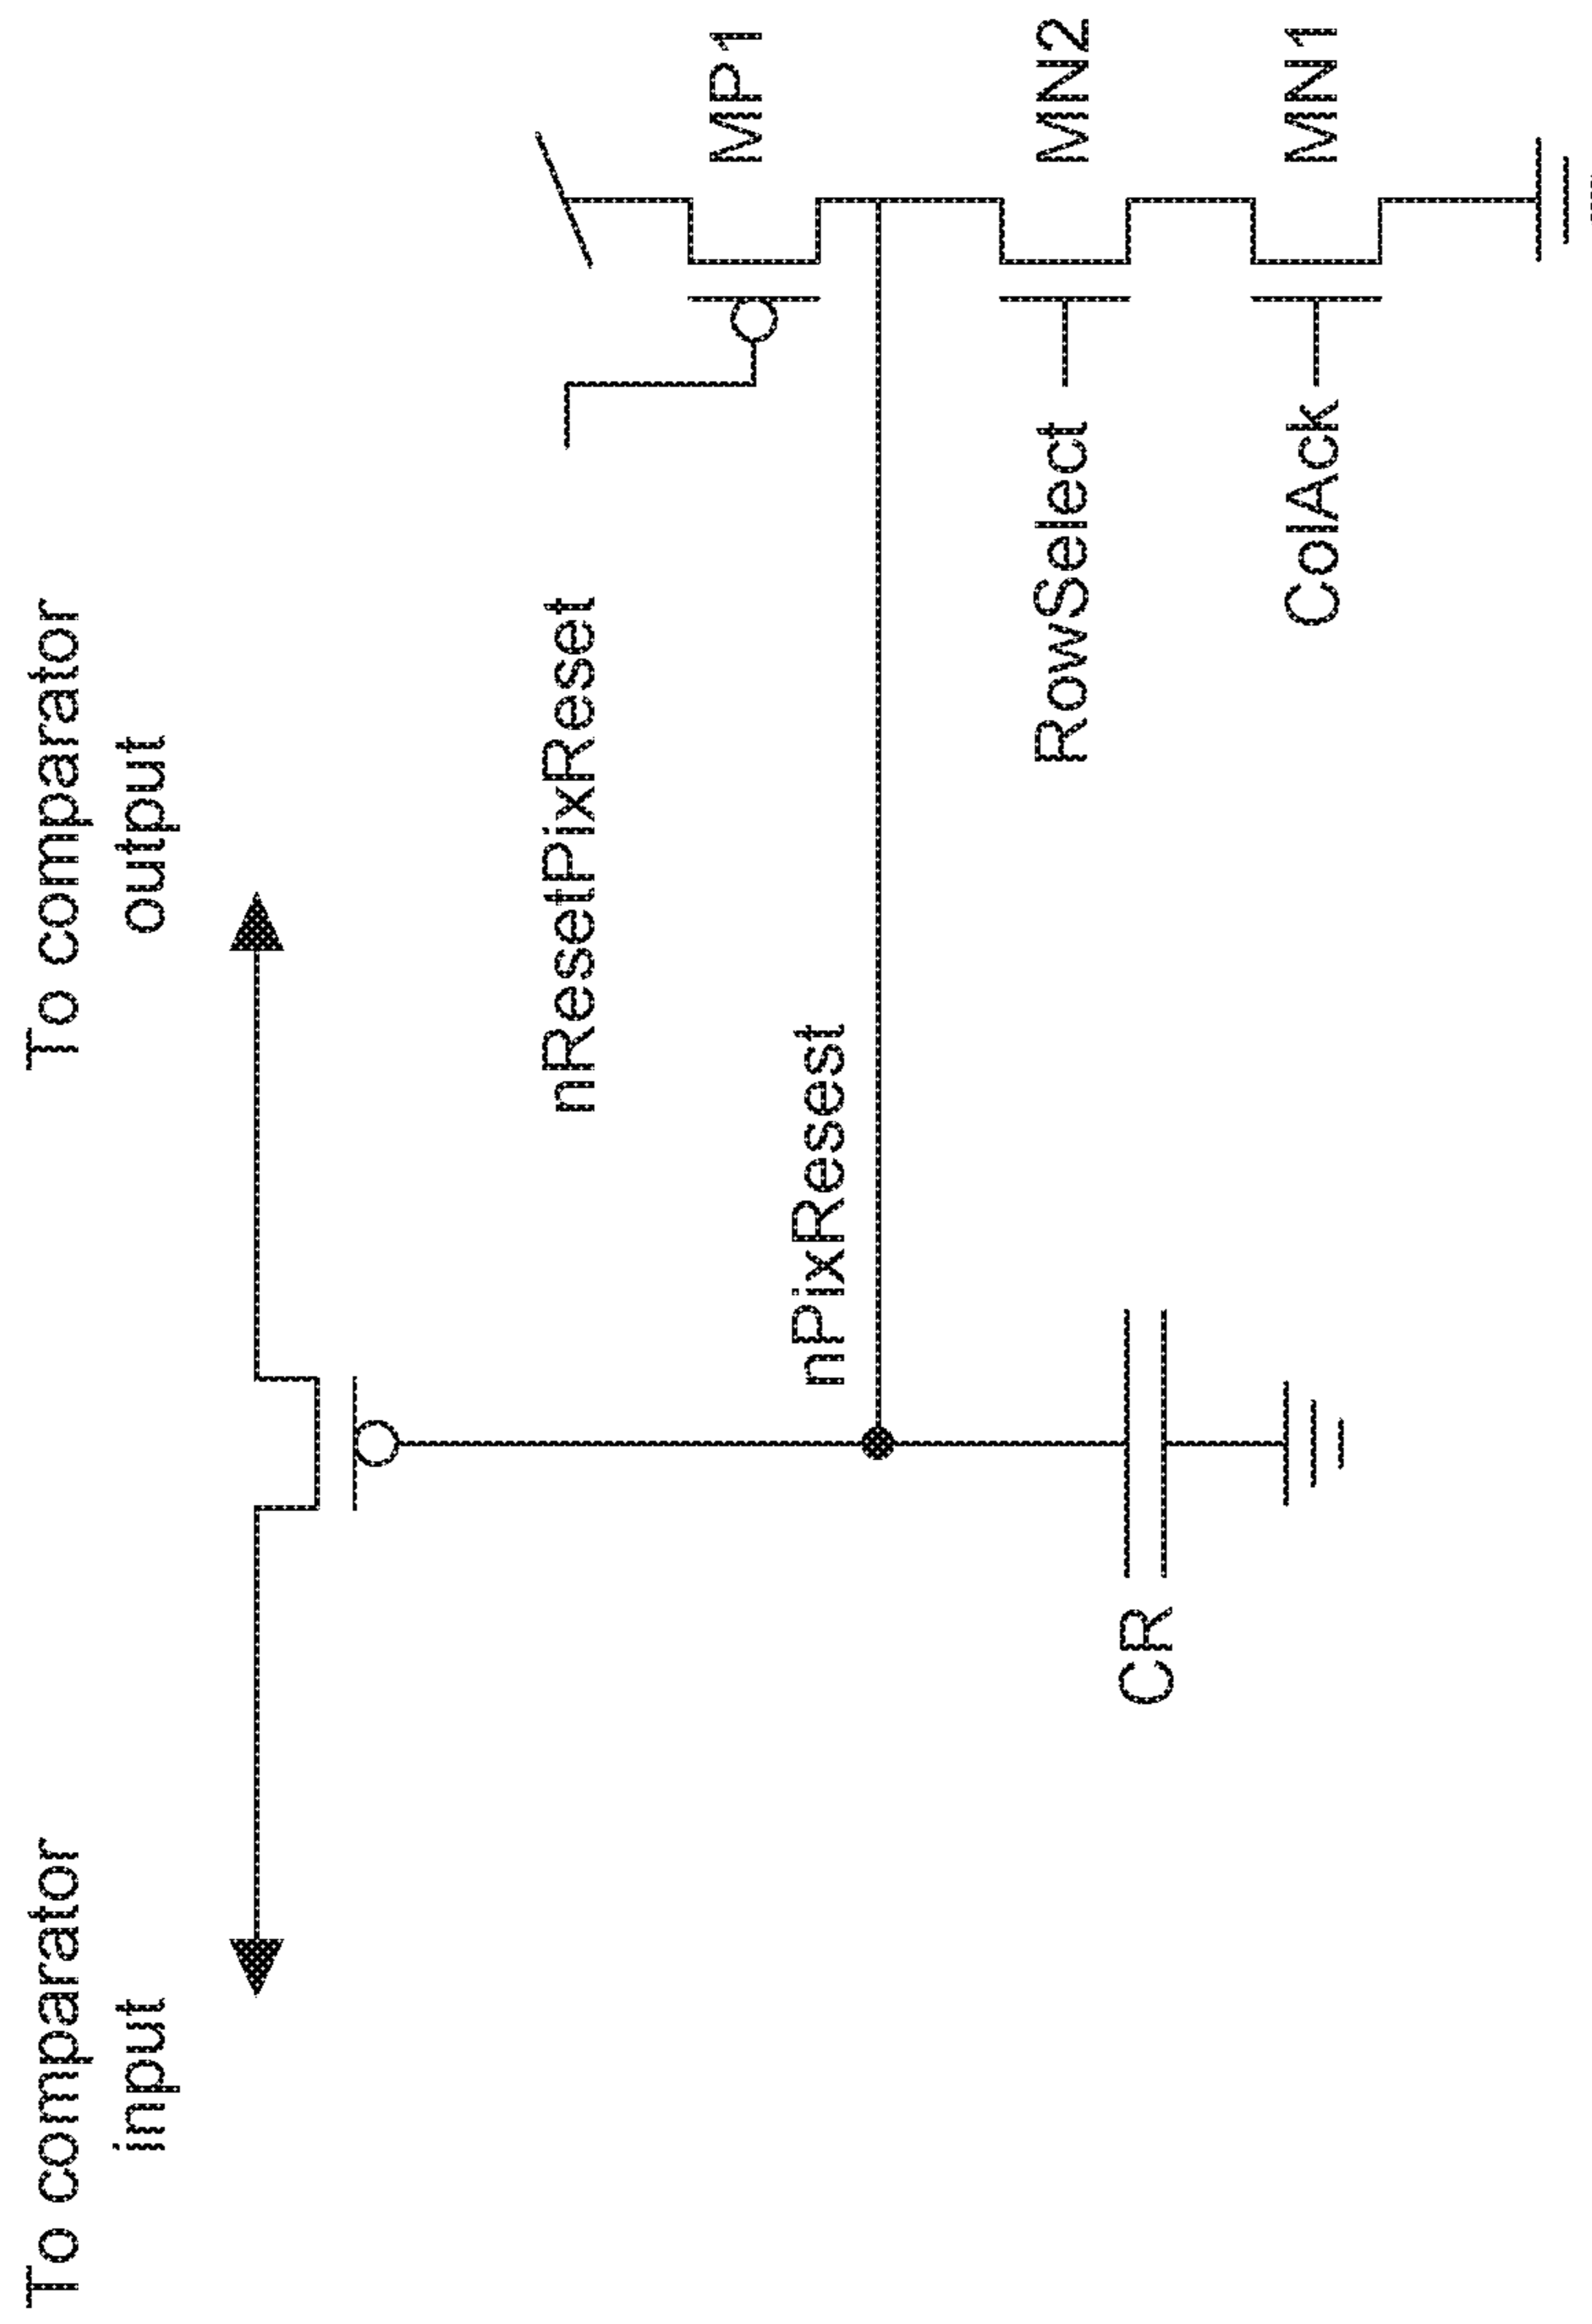 To comparator
input
To comparator
output
nResetPixReset
MP1
nPixResest
RowSelect
MN2
CR
ColAck
MN1